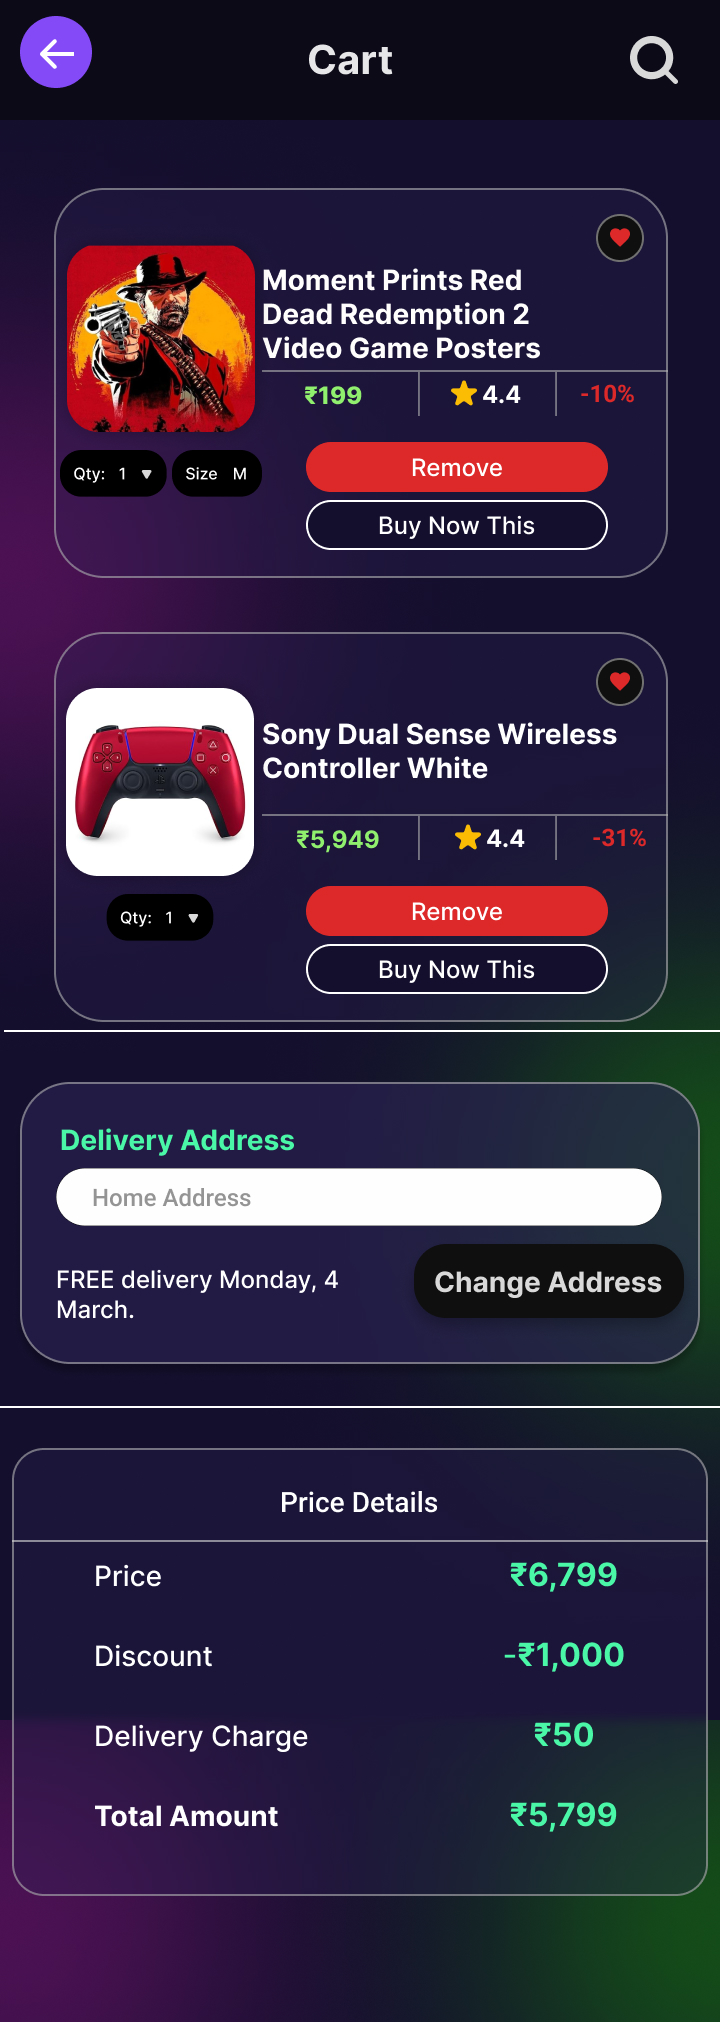 Cart
Moment Prints Red
Dead Redemption 2
Video Game Posters
₹199 4.4 -10%
Qty: 1 Size M
Remove
Buy Now This
Sony Dual Sense Wireless
Controller White
₹5,949 4.4 -31%
Qty: 1
Remove
Buy Now This
Delivery Address
Home Address
FREE delivery Monday, 4
March.
Change Address
Price Details
Price ₹6,799
Discount -₹1,000
Delivery Charge ₹50
Total Amount ₹5,799